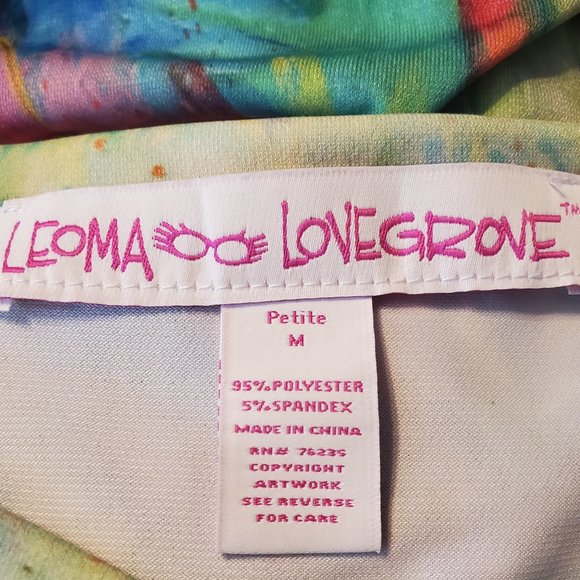 LEOMA LOVEGROVE™
Petite
M
95% POLYESTER
5% SPANDEX
MADE IN CHINA
RN# 76235
COPYRIGHT
ARTWORK
SEE REVERSE
FOR CARE